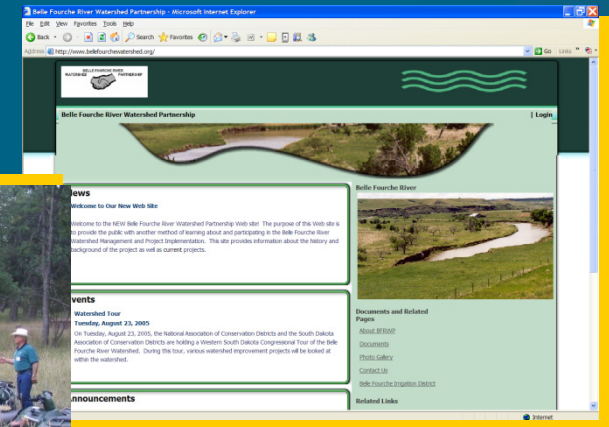 Belle Fourche River Watershed Partnership - Microsoft Internet Explorer
File Edit View Favorites Tools Help
Back Search Favorites
Address http://www.bellefourchewatershed.org/ Go Links
BELLE FOURCHE RIVER
WATERSHED PARTNERSHIP
Belle Fourche River Watershed Partnership | Login
News
Welcome to Our New Web Site
Welcome to the NEW Belle Fourche River Watershed Partnership Web site! The purpose of this Web site is
to provide the public with another method of learning about and participating in the Belle Fourche River
Watershed Management and Project Implementation. This site provides information about the history and
background of the project as well as current projects.
vents
Watershed Tour
Tuesday, August 23, 2005
On Tuesday, August 23, 2005, the National Association of Conservation Districts and the South Dakota
Association of Conservation Districts are holding a Western South Dakota Congressional Tour of the Belle
Fourche River Watershed. During this tour, various watershed improvement projects will be looked at
within the watershed.
nnouncements
Belle Fourche River
Documents and Related
Pages
About BFRWP
Documents
Photo Gallery
Contact Us
Belle Fourche Irrigation District
Related Links
Internet